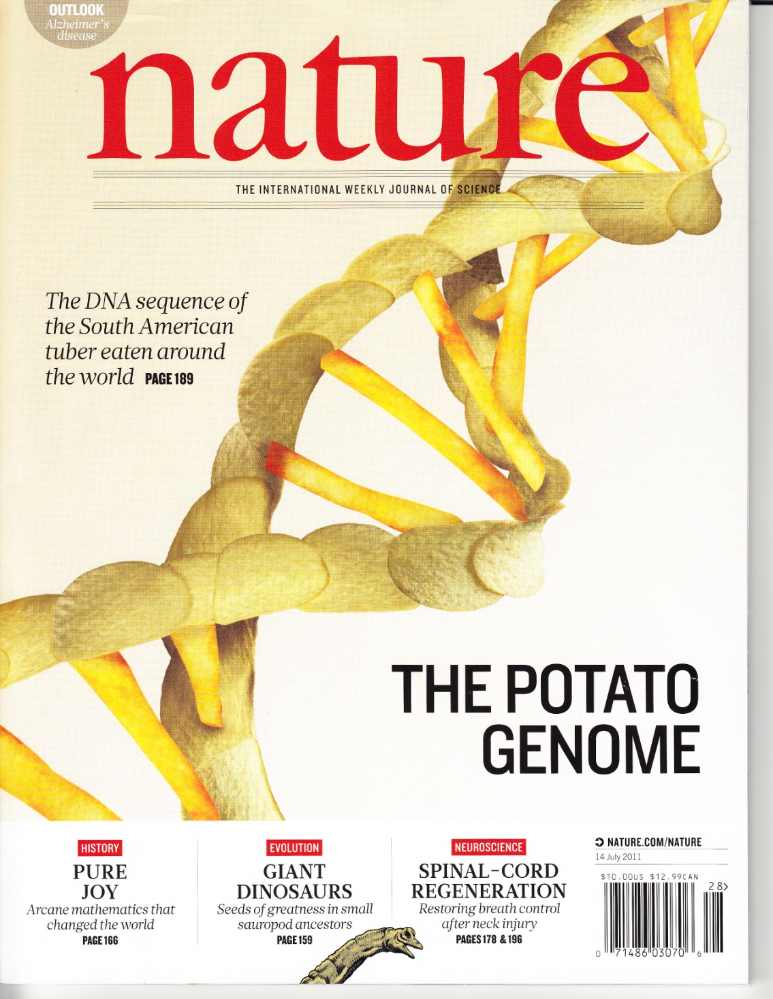 OUTLOOK
Alzheimer's
disease
nature
THE INTERNATIONAL WEEKLY JOURNAL OF SCIENCE
The DNA sequence of
the South American
tuber eaten around
the world PAGE 189
THE POTATO
GENOME
HISTORY
PURE
JOY
Arcane mathematics that
changed the world
PAGE 166
EVOLUTION
GIANT
DINOSAURS
Seeds of greatness in small
sauropod ancestors
PAGE 159
NEUROSCIENCE
SPINAL-CORD
REGENERATION
Restoring breath control
after neck injury
PAGES 178 & 196
NATURE.COM/NATURE
14 July 2011
$10.00US $12.99CAN
28>
0 71486 03070 6